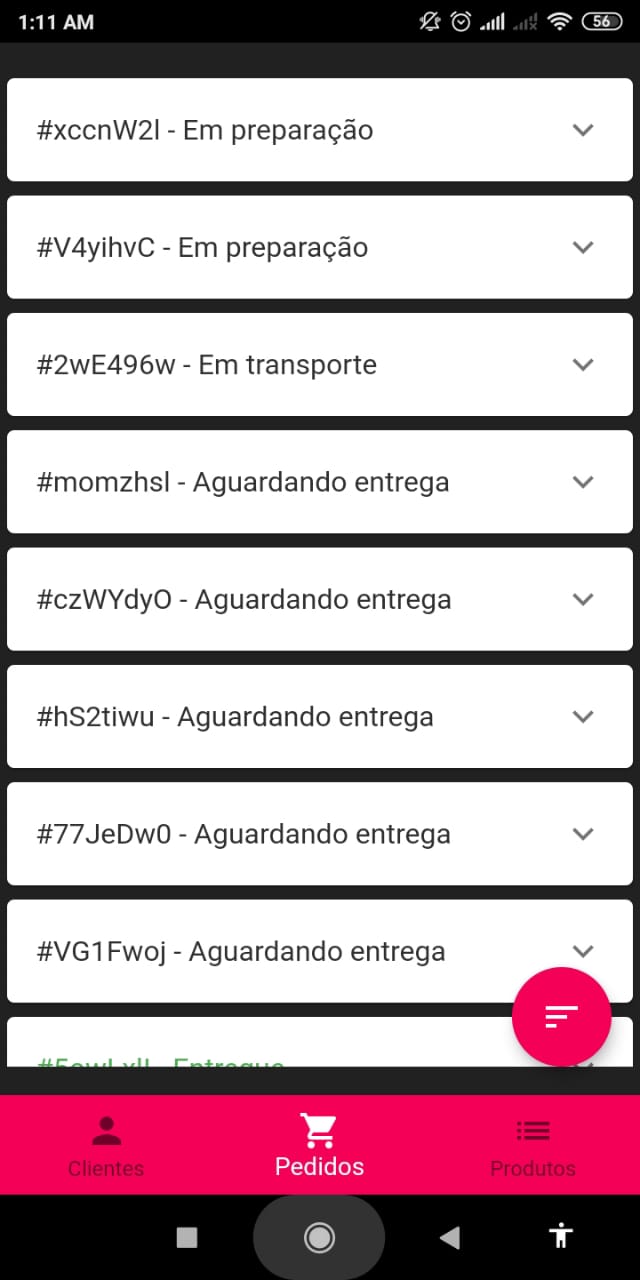 1:11 AM
56
#xccnW2l - Em preparação
#V4yihvC - Em preparação
#2wE496w - Em transporte
#momzhsl - Aguardando entrega
#czWYdyO - Aguardando entrega
#hS2tiwu - Aguardando entrega
#77JeDw0 - Aguardando entrega
#VG1Fwoj - Aguardando entrega
- Entregue
Clientes
Pedidos
Produtos